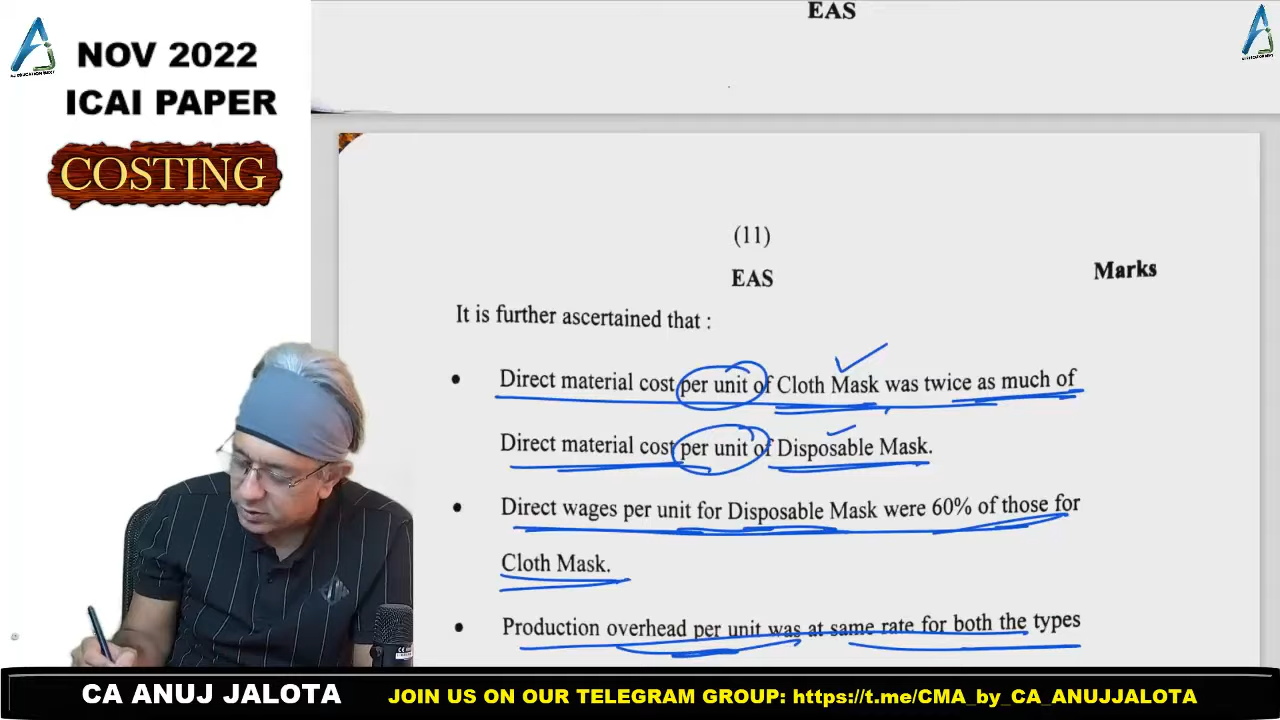 EAS
NOV 2022
ICAI PAPER
COSTING
(11)
EAS
Marks
It is further ascertained that :
• Direct material cost per unit of Cloth Mask was twice as much of
Direct material cost per unit of Disposable Mask.
• Direct wages per unit for Disposable Mask were 60% of those for
Cloth Mask.
• Production overhead per unit was at same rate for both the types
CA ANUJ JALOTA
JOIN US ON OUR TELEGRAM GROUP: https://t.me/CMA_by_CA_ANUJJALOTA